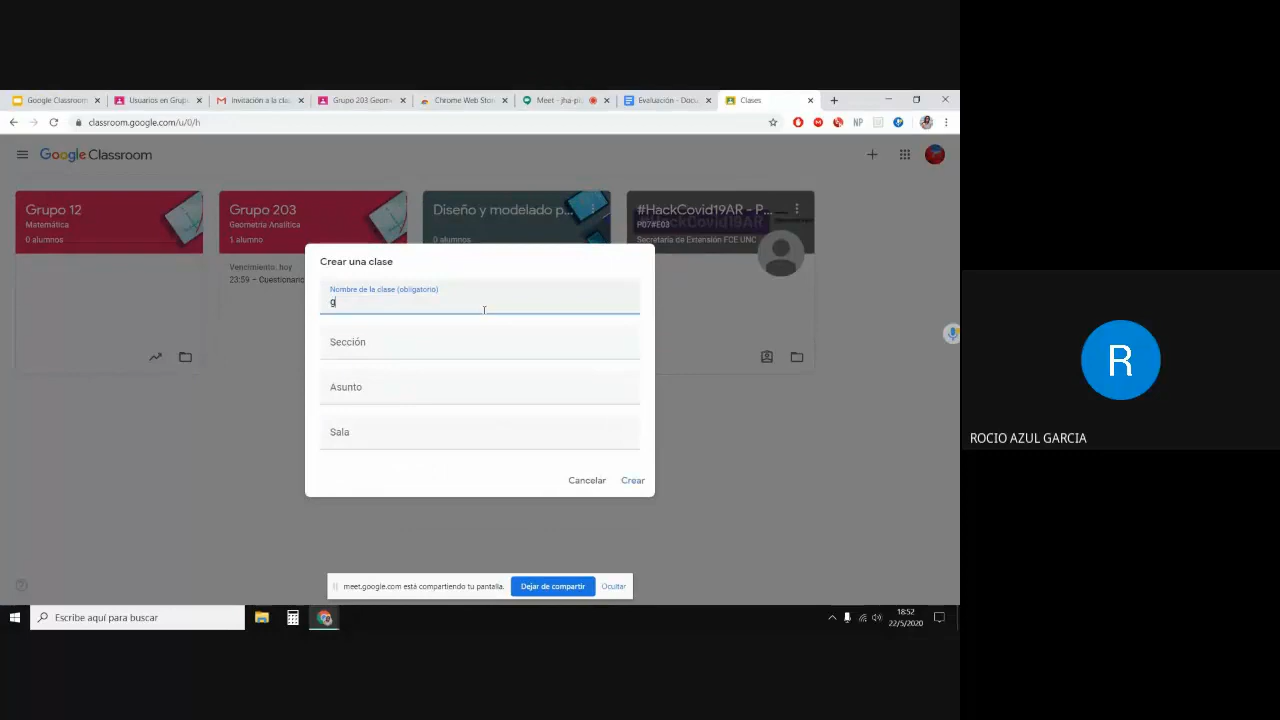 Google Classroom
Usuarios en Grup
Invitación a la cla
Grupo 203 Geom
Chrome Web Stor
Meet - jha-pi
Evaluación - Docu
Clases
classroom.google.com/u/0/h
NP
Google Classroom
Grupo 12
Matemática
0 alumnos
Grupo 203
Geometría Analítica
1 alumno
Vencimiento: hoy
23:59 – Cuestionario
Diseño y modelado p...
0 alumnos
#HackCovid19AR - P...
P07#E03
Secretaría de Extensión FCE UNC
Crear una clase
Nombre de la clase (obligatorio)
g
Sección
Asunto
Sala
Cancelar
Crear
meet.google.com está compartiendo tu pantalla.
Dejar de compartir
Ocultar
Escribe aquí para buscar
18:52
22/5/2020
R
ROCIO AZUL GARCIA